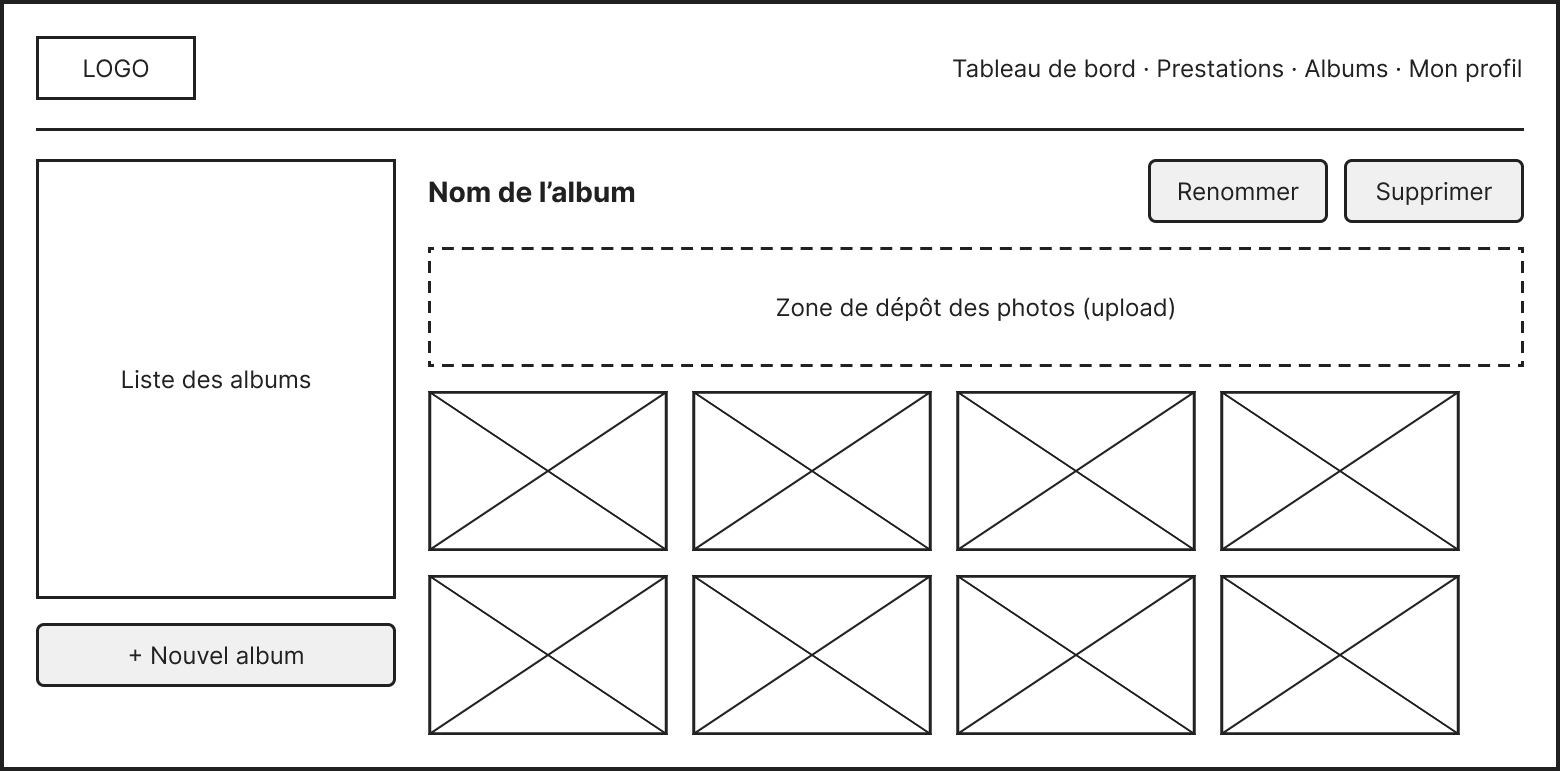 LOGO
Tableau de bord · Prestations · Albums · Mon profil
Nom de l’album
Renommer
Supprimer
Zone de dépôt des photos (upload)
Liste des albums
+ Nouvel album